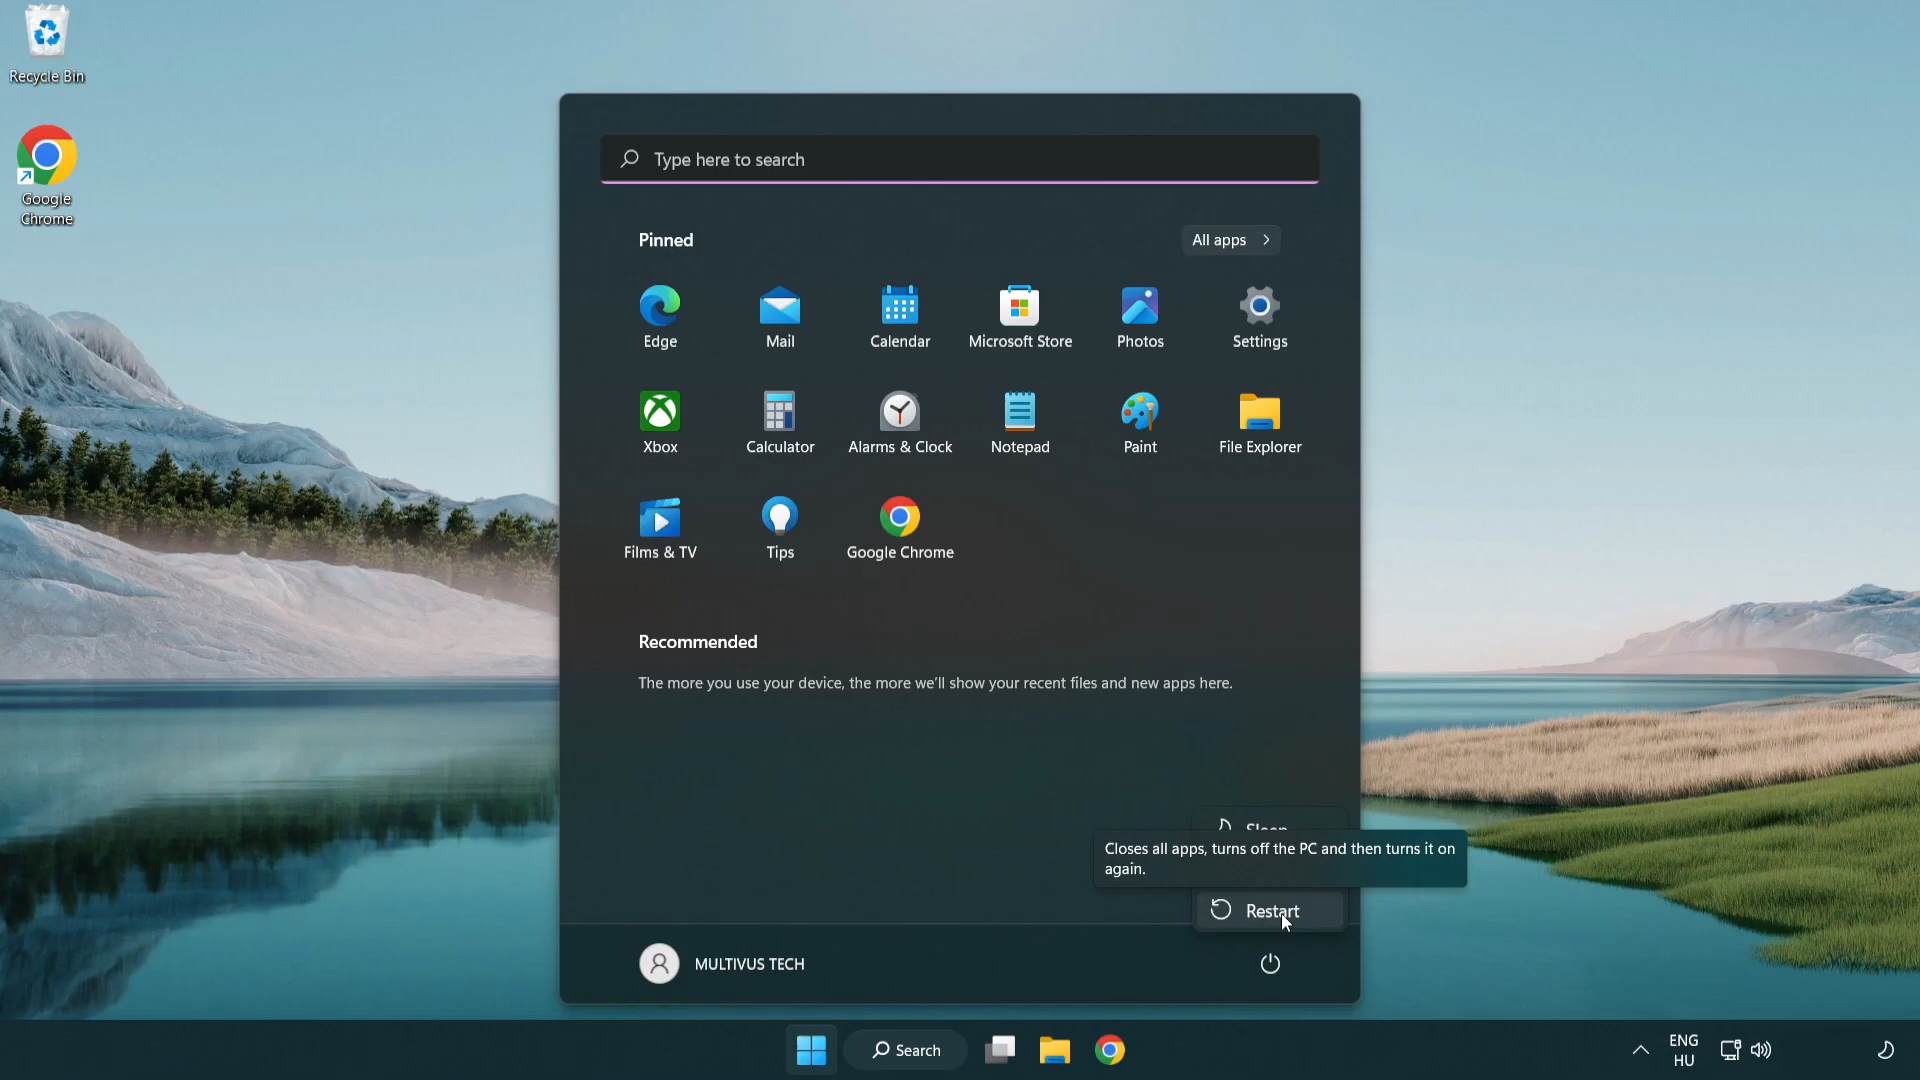 Recycle Bin
Google
Chrome
Type here to search
Pinned
All apps
Edge
Mail
Calendar
Microsoft Store
Photos
Settings
Xbox
Calculator
Alarms & Clock
Notepad
Paint
File Explorer
Films & TV
Tips
Google Chrome
Recommended
The more you use your device, the more we'll show your recent files and new apps here.
Sleep
Closes all apps, turns off the PC and then turns it on
again.
Restart
MULTIVUS TECH
Search
ENG
HU